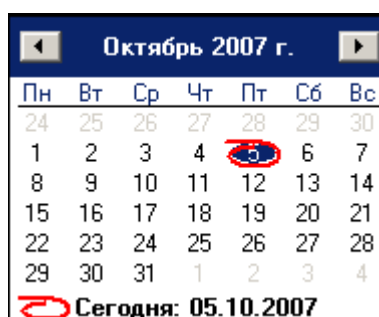 Октябрь 2007 г.
Пн Вт Ср Чт Пт Сб Вс
24 25 26 27 28 29 30
1 2 3 4 5 6 7
8 9 10 11 12 13 14
15 16 17 18 19 20 21
22 23 24 25 26 27 28
29 30 31 1 2 3 4
Сегодня: 05.10.2007